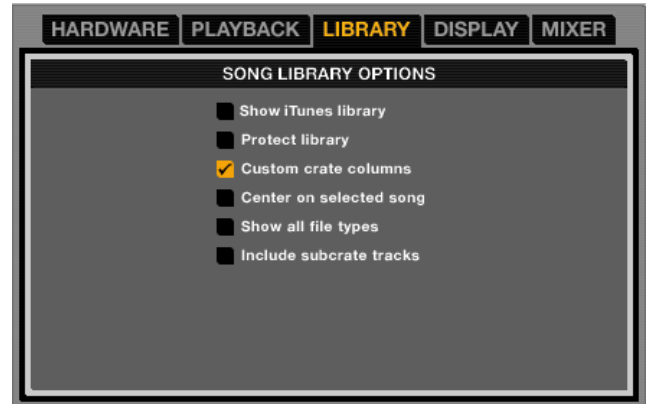 HARDWARE PLAYBACK LIBRARY DISPLAY MIXER
SONG LIBRARY OPTIONS
Show iTunes library
Protect library
Custom crate columns
Center on selected song
Show all file types
Include subcrate tracks